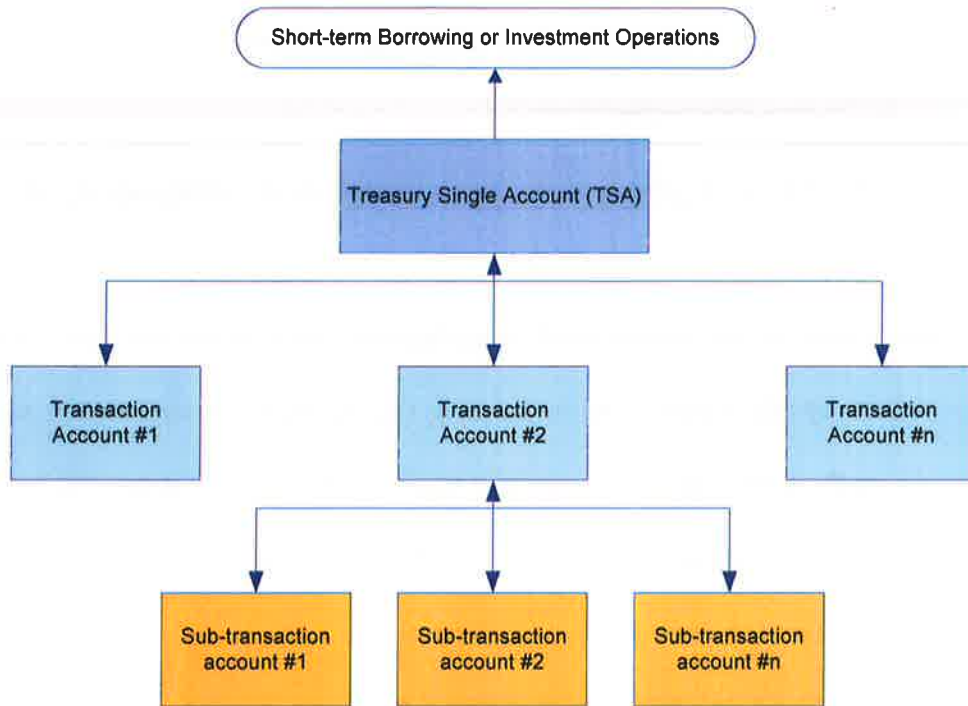 Short-term Borrowing or Investment Operations
Treasury Single Account (TSA)
Transaction
Account #1
Transaction
Account #2
Transaction
Account #n
Sub-transaction
account #1
Sub-transaction
account #2
Sub-transaction
account #n